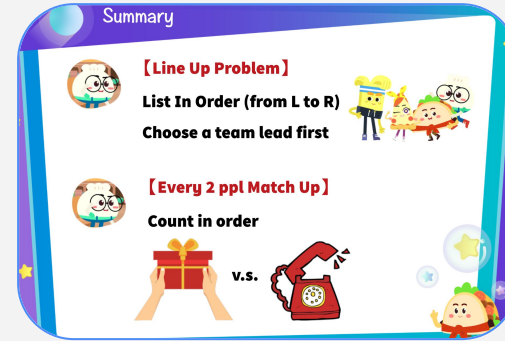 Summary
【Line Up Problem】
List In Order (from L to R)
Choose a team lead first
【Every 2 ppl Match Up】
Count in order
v.s.